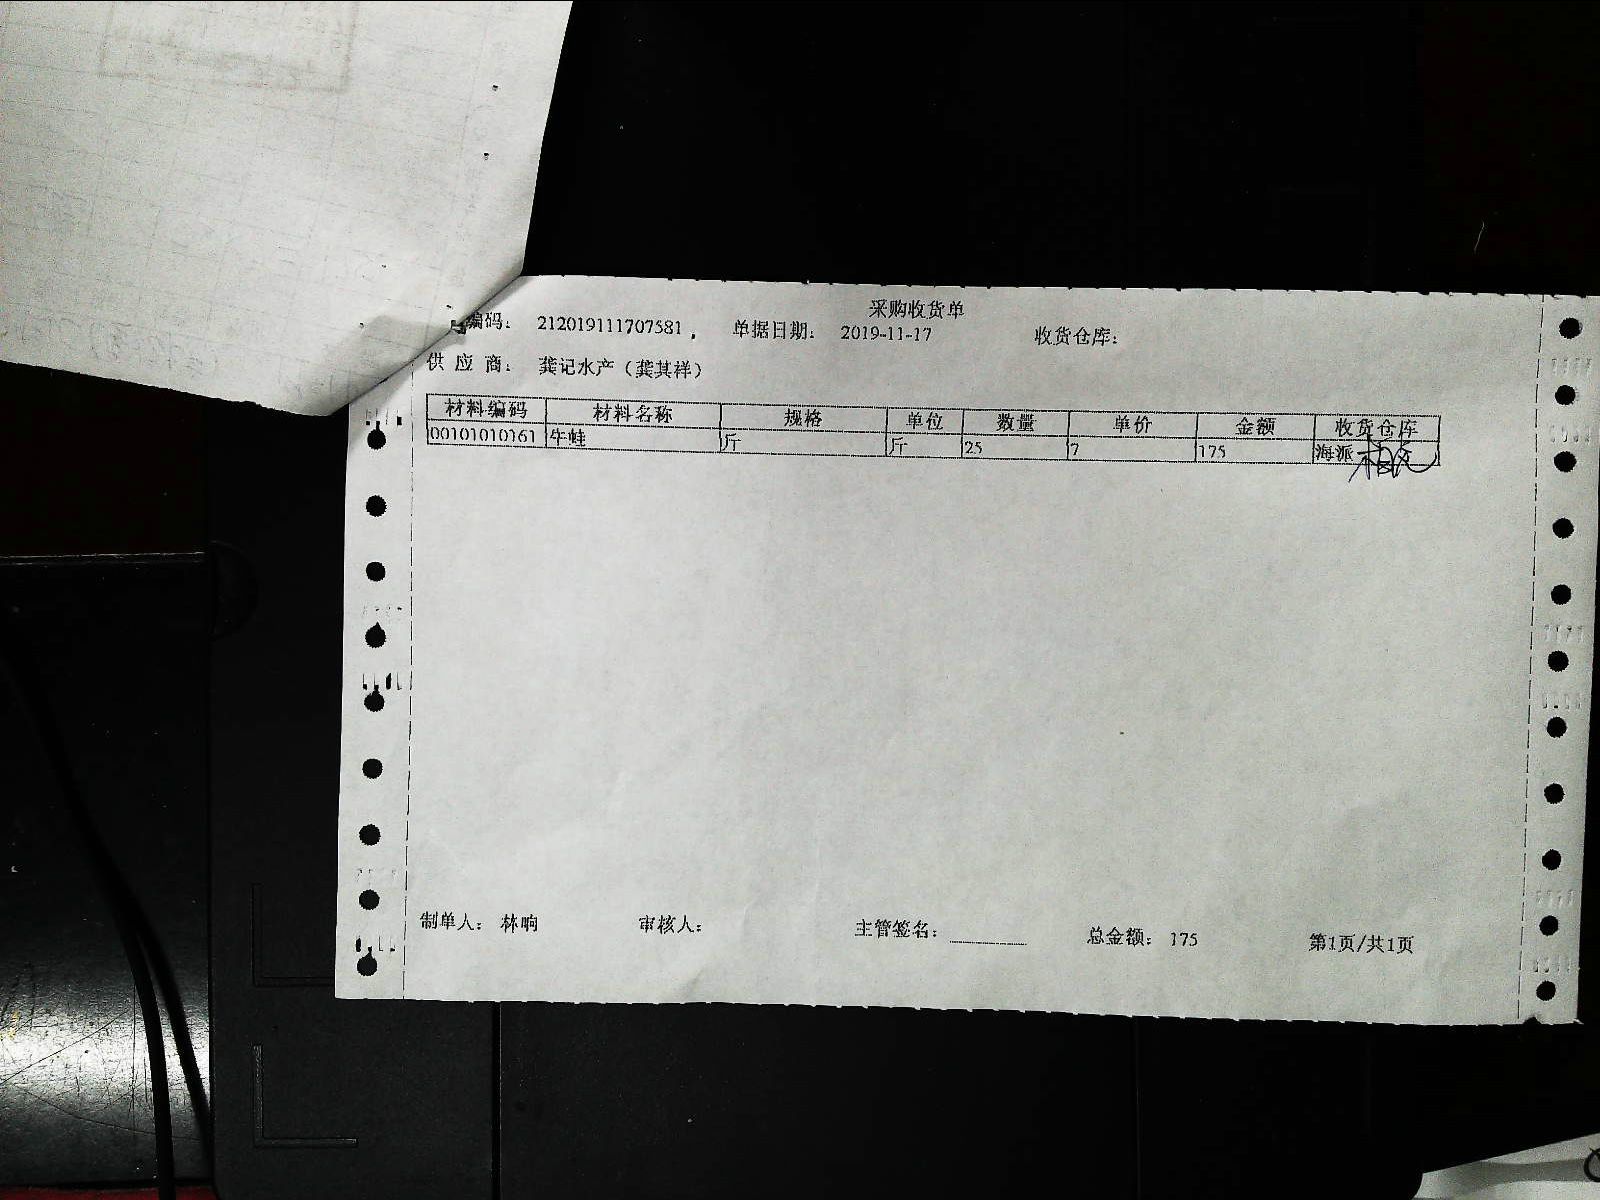 采购收货单
编码: 212019111707581 , 单据日期: 2019-11-17 收货仓库:
供 应 商: 龚记水产（龚其祥）
材料编码 材料名称 规格 单位 数量 单价 金额 收货仓库
00101010161 牛蛙 斤 斤 25 7 175 海派
制单人: 林响 审核人: 主管签名: 总金额: 175 第1页/共1页